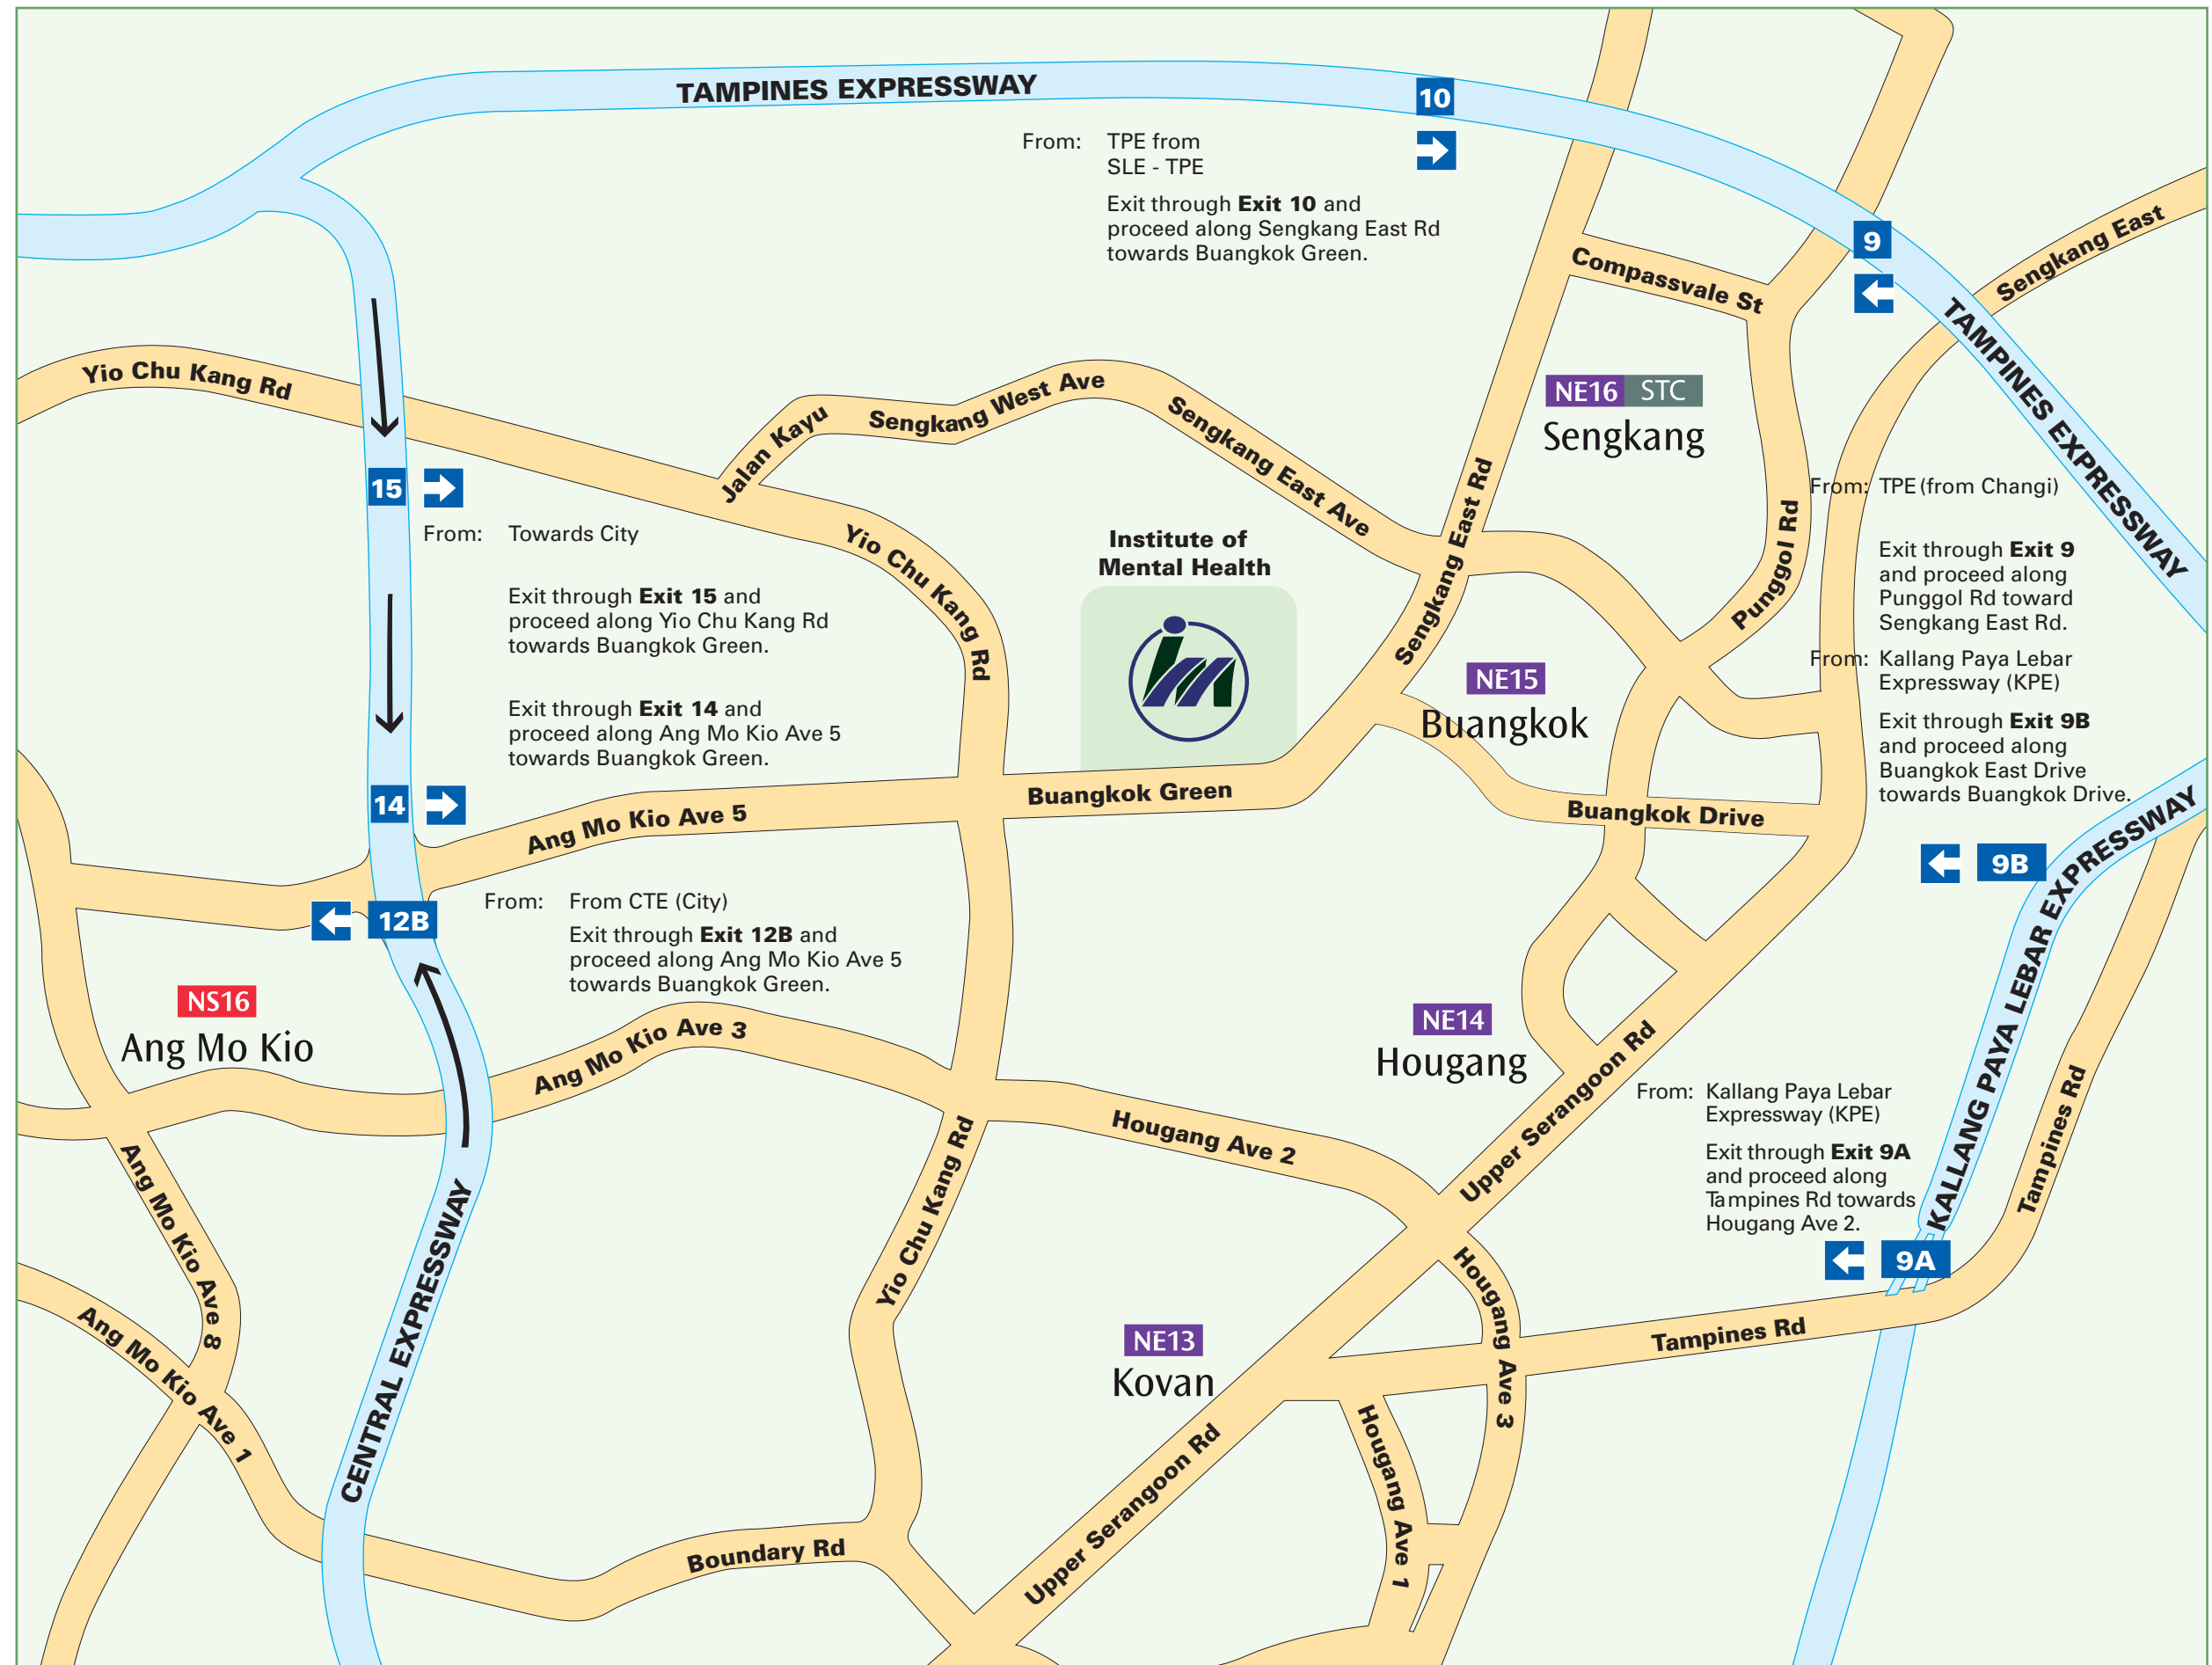 TAMPINES EXPRESSWAY
10
From: TPE from
SLE - TPE
Exit through Exit 10 and
proceed along Sengkang East Rd
towards Buangkok Green.
9
Sengkang East
Compassvale St
TAMPINES EXPRESSWAY
Yio Chu Kang Rd
Jalan Kayu
Sengkang West Ave
Sengkang East Ave
NE16 STC
Sengkang
Sengkang East Rd
Punggol Rd
15
From: Towards City
Exit through Exit 15 and
proceed along Yio Chu Kang Rd
towards Buangkok Green.
Exit through Exit 14 and
proceed along Ang Mo Kio Ave 5
towards Buangkok Green.
Yio Chu Kang Rd
Institute of
Mental Health
im
From: TPE (from Changi)
Exit through Exit 9
and proceed along
Punggol Rd toward
Sengkang East Rd.
From: Kallang Paya Lebar
Expressway (KPE)
Exit through Exit 9B
and proceed along
Buangkok East Drive
towards Buangkok Drive.
NE15
Buangkok
14
Ang Mo Kio Ave 5
Buangkok Green
Buangkok Drive
9B
KALLANG PAYA LEBAR EXPRESSWAY
12B
From: From CTE (City)
Exit through Exit 12B and
proceed along Ang Mo Kio Ave 5
towards Buangkok Green.
NS16
Ang Mo Kio
Ang Mo Kio Ave 3
NE14
Hougang
Upper Serangoon Rd
Hougang Ave 2
Yio Chu Kang Rd
From: Kallang Paya Lebar
Expressway (KPE)
Exit through Exit 9A
and proceed along
Tampines Rd towards
Hougang Ave 2.
Tampines Rd
9A
Ang Mo Kio Ave 8
Ang Mo Kio Ave 1
CENTRAL EXPRESSWAY
NE13
Kovan
Hougang Ave 3
Tampines Rd
Hougang Ave 1
Upper Serangoon Rd
Boundary Rd